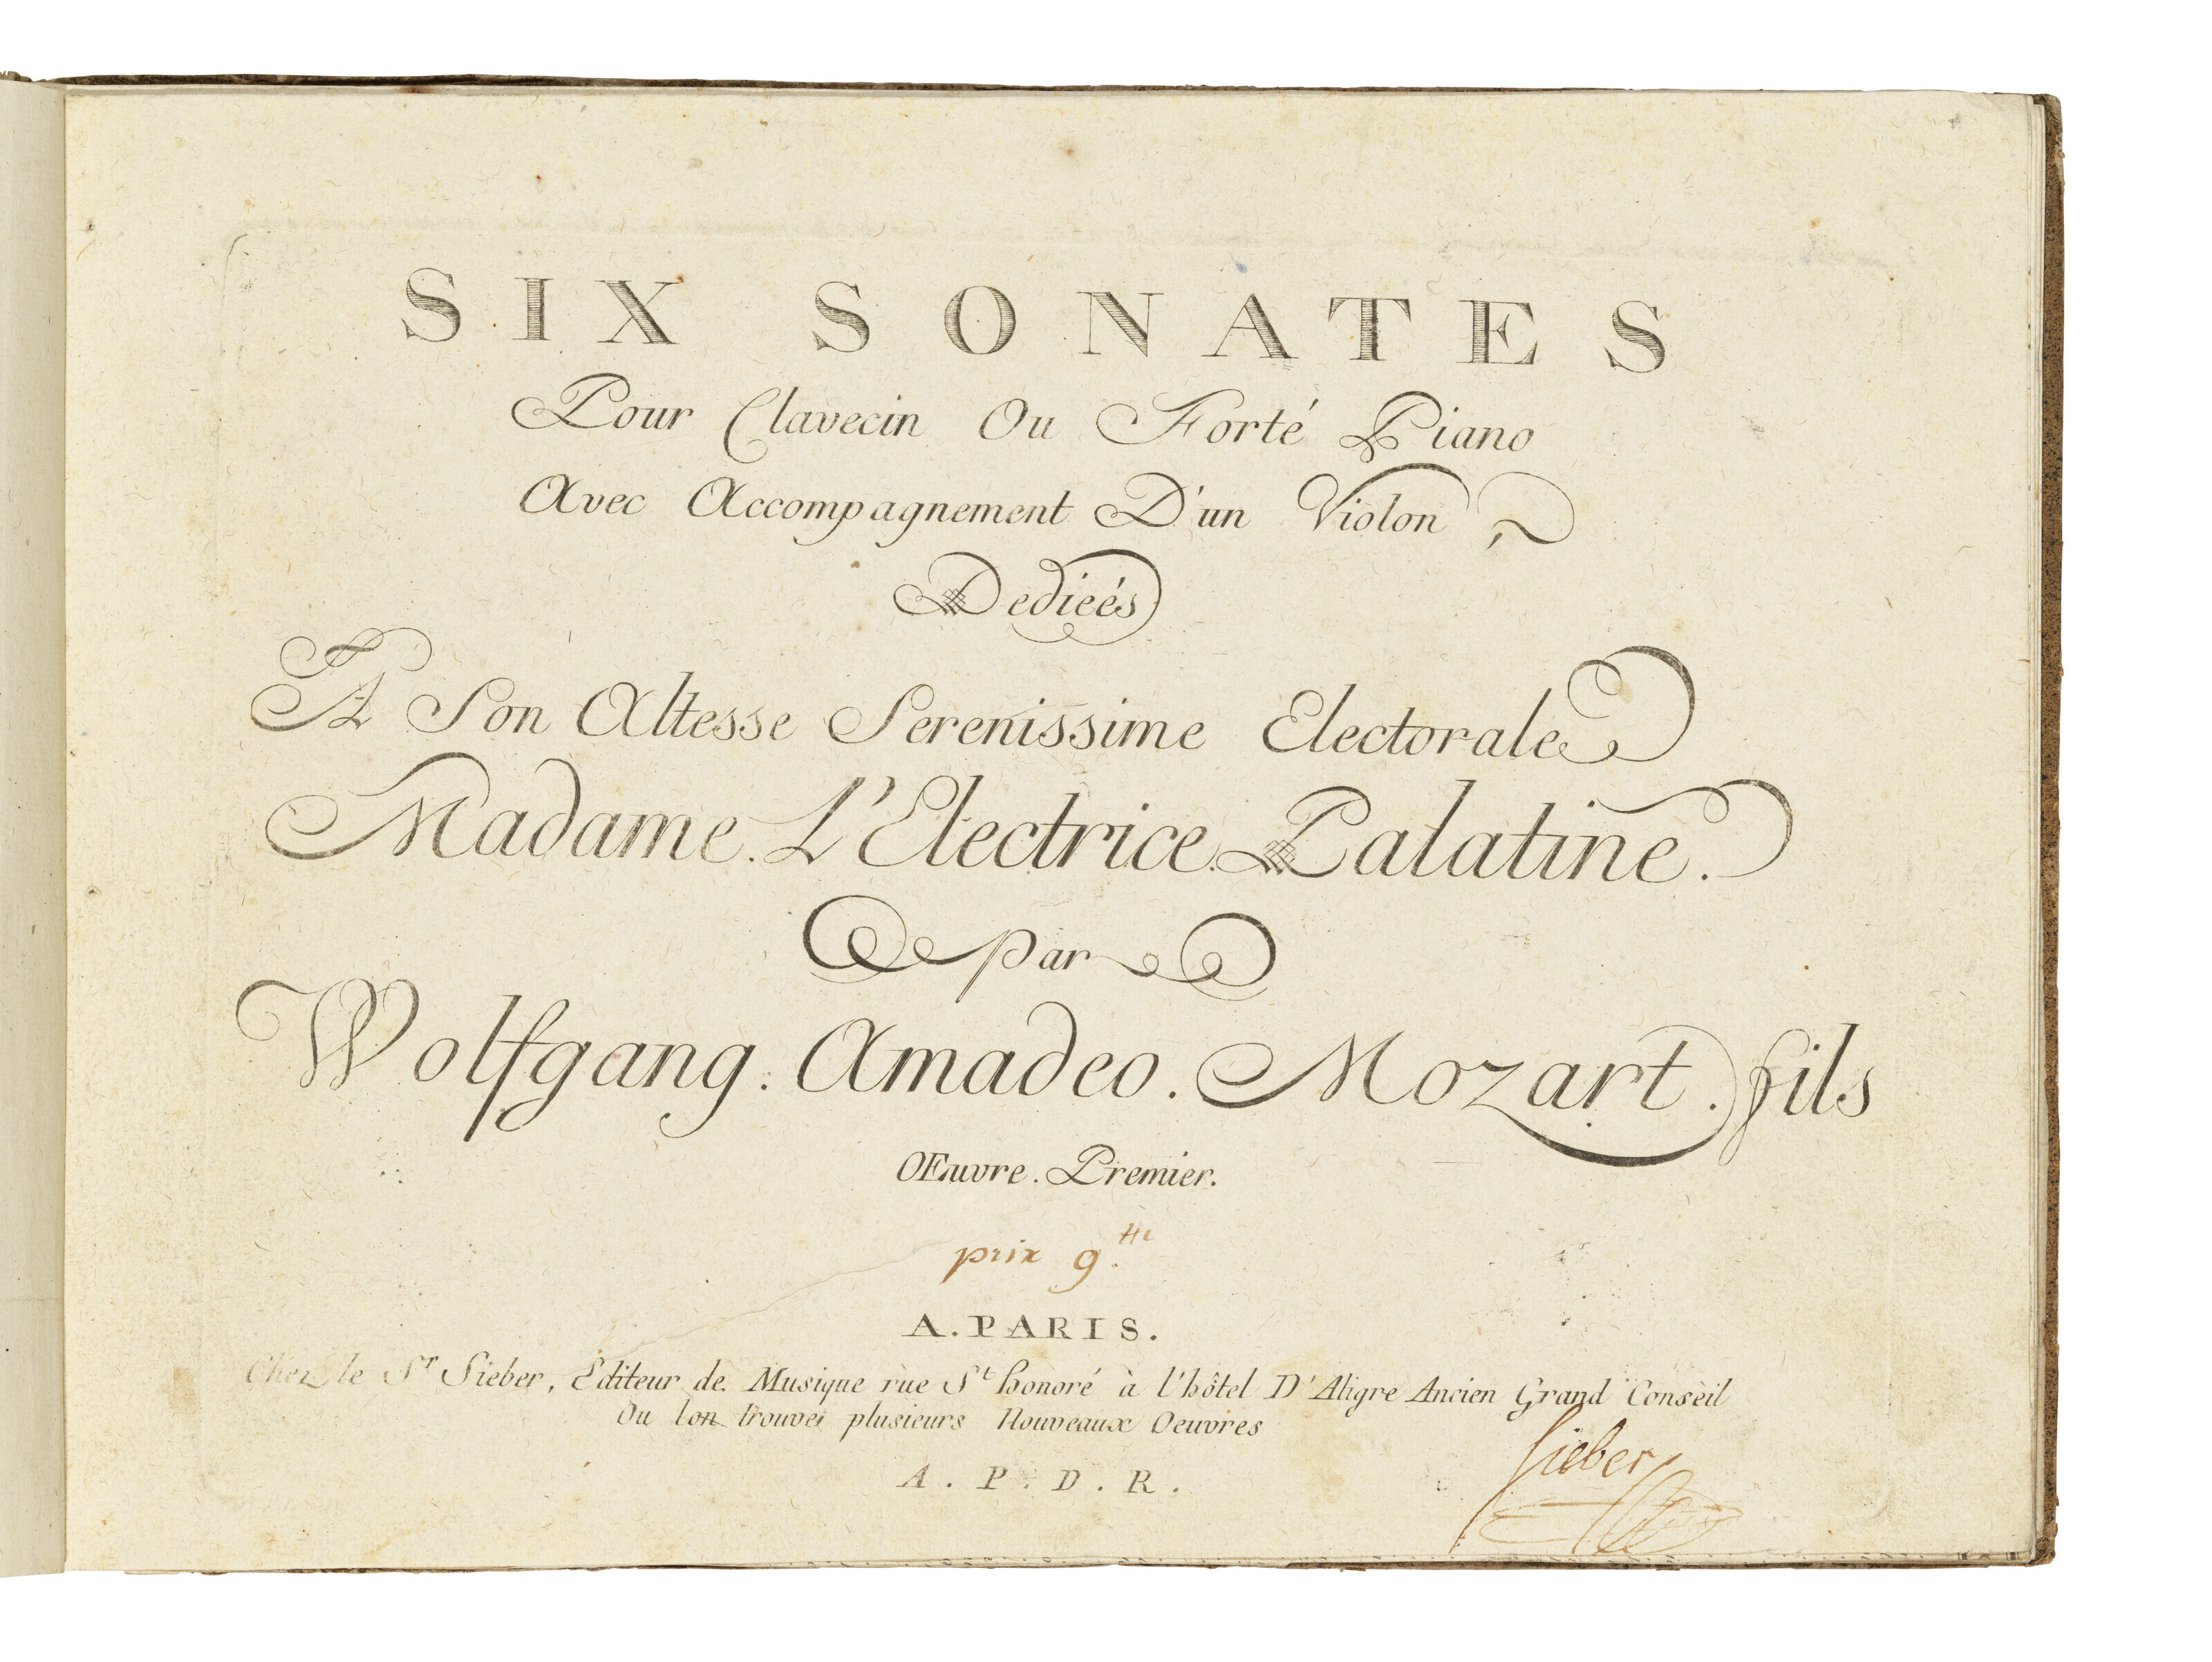 SIX SONATES
Pour Clavecin Ou Forté Piano
Avec Accompagnement D'un Violon
Dedieés
A Son Altesse Serenissime Electorale
Madame. L'Electrice. Palatine.
par
Wolfgang. Amadeo. Mozart. fils
OEuvre. Premier.
prix 9.tt
A. PARIS.
Chez le Sr Sieber, Editeur de Musique rue St honoré à l'hôtel D'Aligre Ancien Grand Conseil
Ou lon trouve plusieurs Nouveaux Oeuvres
A. P. D. R.
Sieber